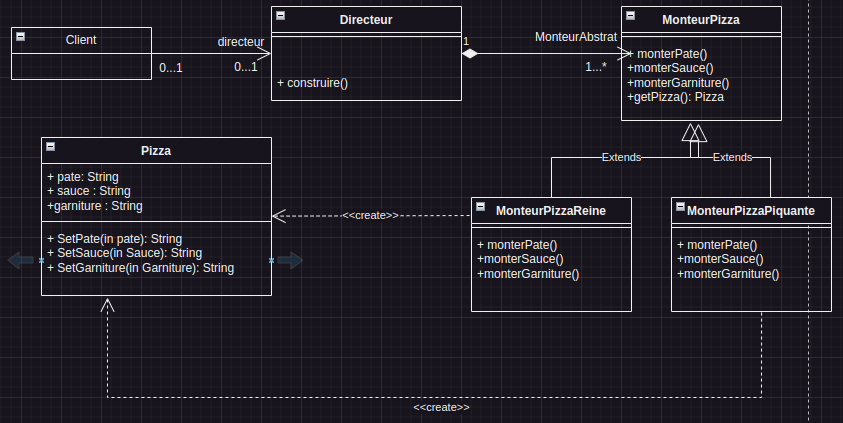 Client
directeur
0...1
0...1
Directeur
+ construire()
1
MonteurAbstrat
1...*
MonteurPizza
+ monterPate()
+monterSauce()
+monterGarniture()
+getPizza(): Pizza
Extends
Extends
Pizza
+ pate: String
+ sauce : String
+garniture : String
+ SetPate(in pate): String
+ SetSauce(in Sauce): String
+ SetGarniture(in Garniture): String
<<create>>
MonteurPizzaReine
+ monterPate()
+monterSauce()
+monterGarniture()
MonteurPizzaPiquante
+ monterPate()
+monterSauce()
+monterGarniture()
<<create>>